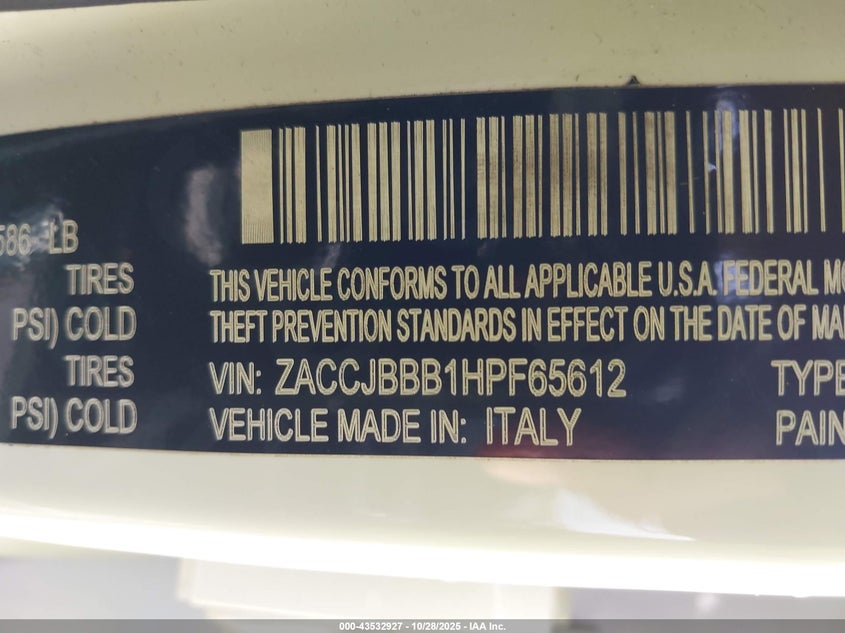 586 LB
TIRES
PSI) COLD
TIRES
PSI) COLD
THIS VEHICLE CONFORMS TO ALL APPLICABLE U.S.A. FEDERAL MO
THEFT PREVENTION STANDARDS IN EFFECT ON THE DATE OF MA
VIN: ZACCJBBB1HPF65612
TYPE
VEHICLE MADE IN: ITALY
PAIN
000-43532927 - 10/28/2025 - IAA Inc.